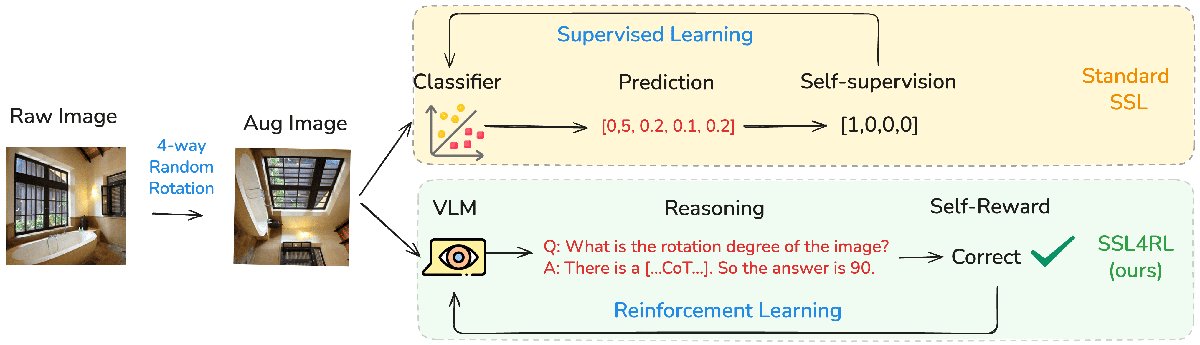 Raw Image
4-way
Random
Rotation
Aug Image
Supervised Learning
Classifier
Prediction
Self-supervision
[0,5, 0.2, 0.1, 0.2]
[1,0,0,0]
Standard
SSL
VLM
Reasoning
Self-Reward
Q: What is the rotation degree of the image?
A: There is a [...CoT...]. So the answer is 90.
Correct
SSL4RL
(ours)
Reinforcement Learning